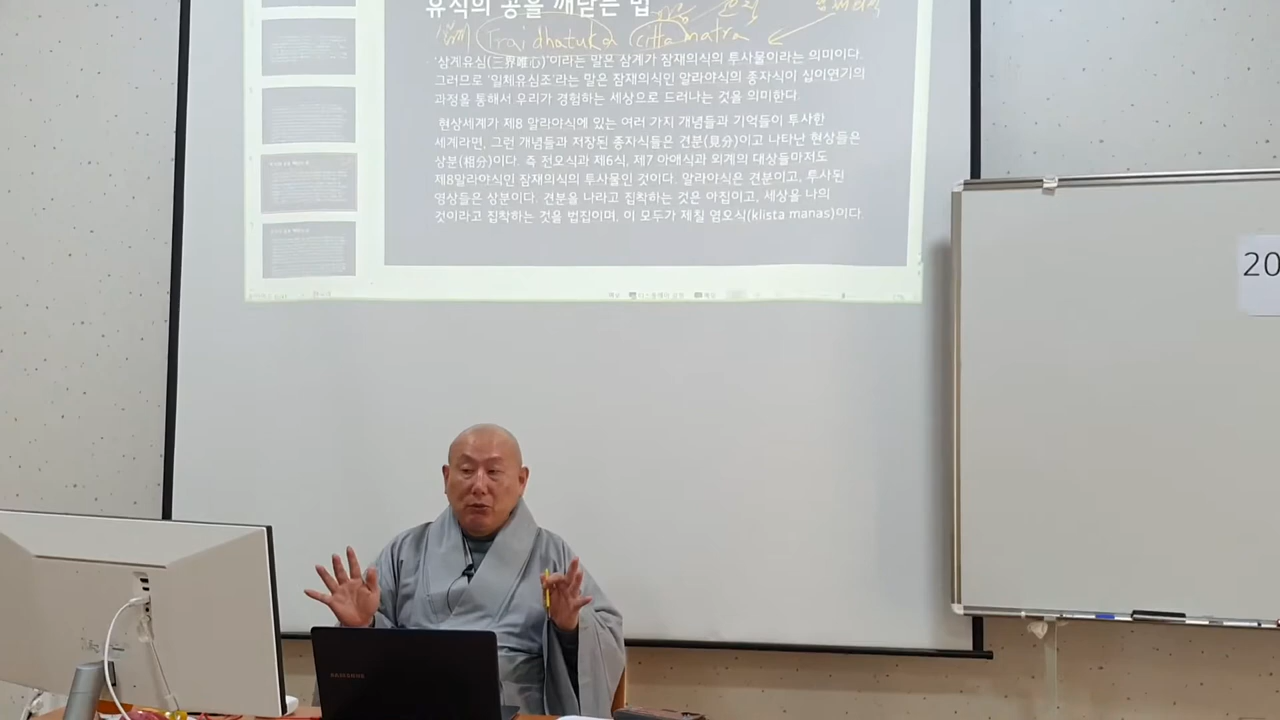 유식의 공을 깨닫는 법
삼계 Traidhatuka cittamatra
'삼게유심(三界唯心)'이라는 말은 삼계가 잠재의식의 투사물이라는 의미이다.
그러므로 '일체유심조'라는 말은 잠재의식인 알라야식의 종자식이 십이연기의
과정을 통해서 우리가 경험하는 세상으로 드러나는 것을 의미한다.
현상세계가 제8 알라야식에 있는 여러 가지 개념들과 기억들이 투사한
세계라면, 그런 개념들과 저장된 종자식들은 견분(見分)이고 나타난 현상들은
상분(相分)이다. 즉 전오식과 제6식, 제7 아애식과 외계의 대상들마저도
제8알라야식인 잠재의식의 투사물인 것이다. 알라야식은 견분이고, 투사된
영상들은 상분이다. 견분을 나라고 집착하는 것은 아집이고, 세상을 나의
것이라고 집착하는 것을 법집이며, 이 모두가 제칠 염오식(klista manas)이다.
20
SAMSUNG